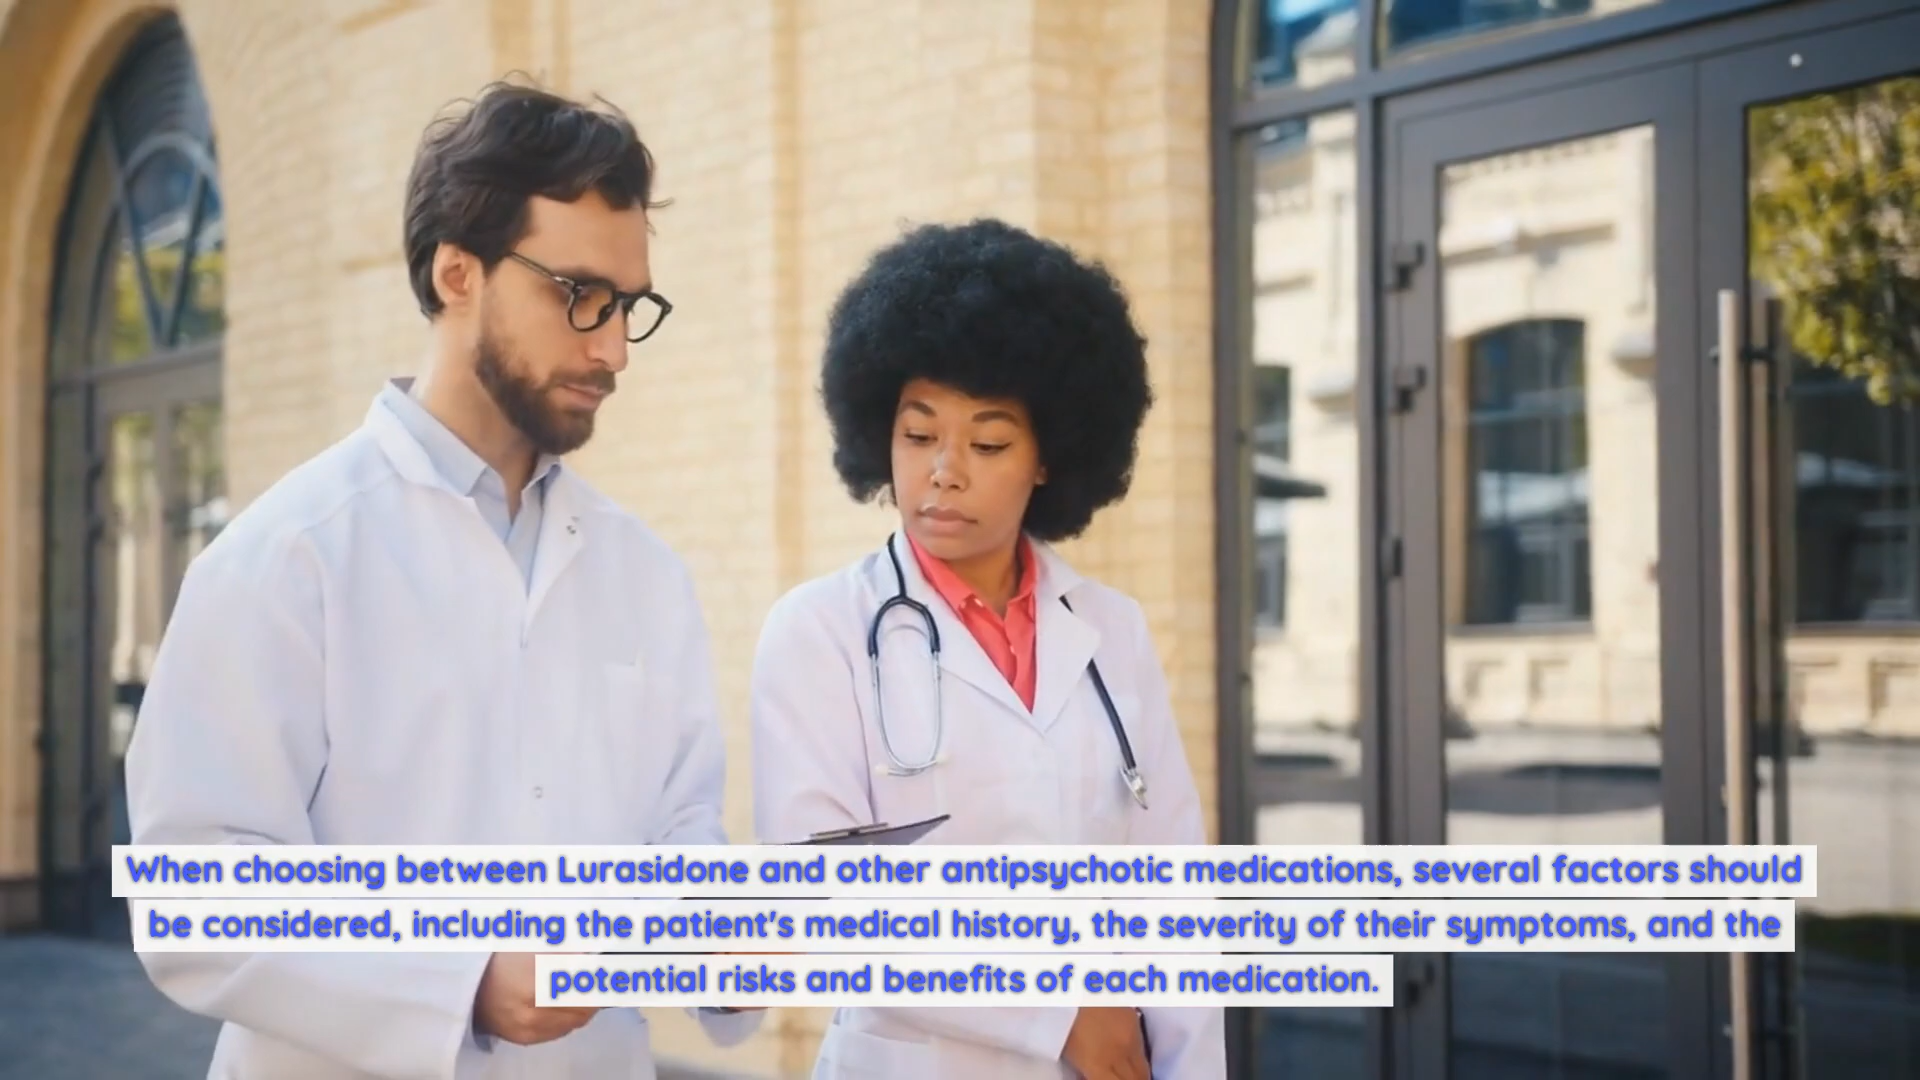 When choosing between Lurasidone and other antipsychotic medications, several factors should
be considered, including the patient's medical history, the severity of their symptoms, and the
potential risks and benefits of each medication.